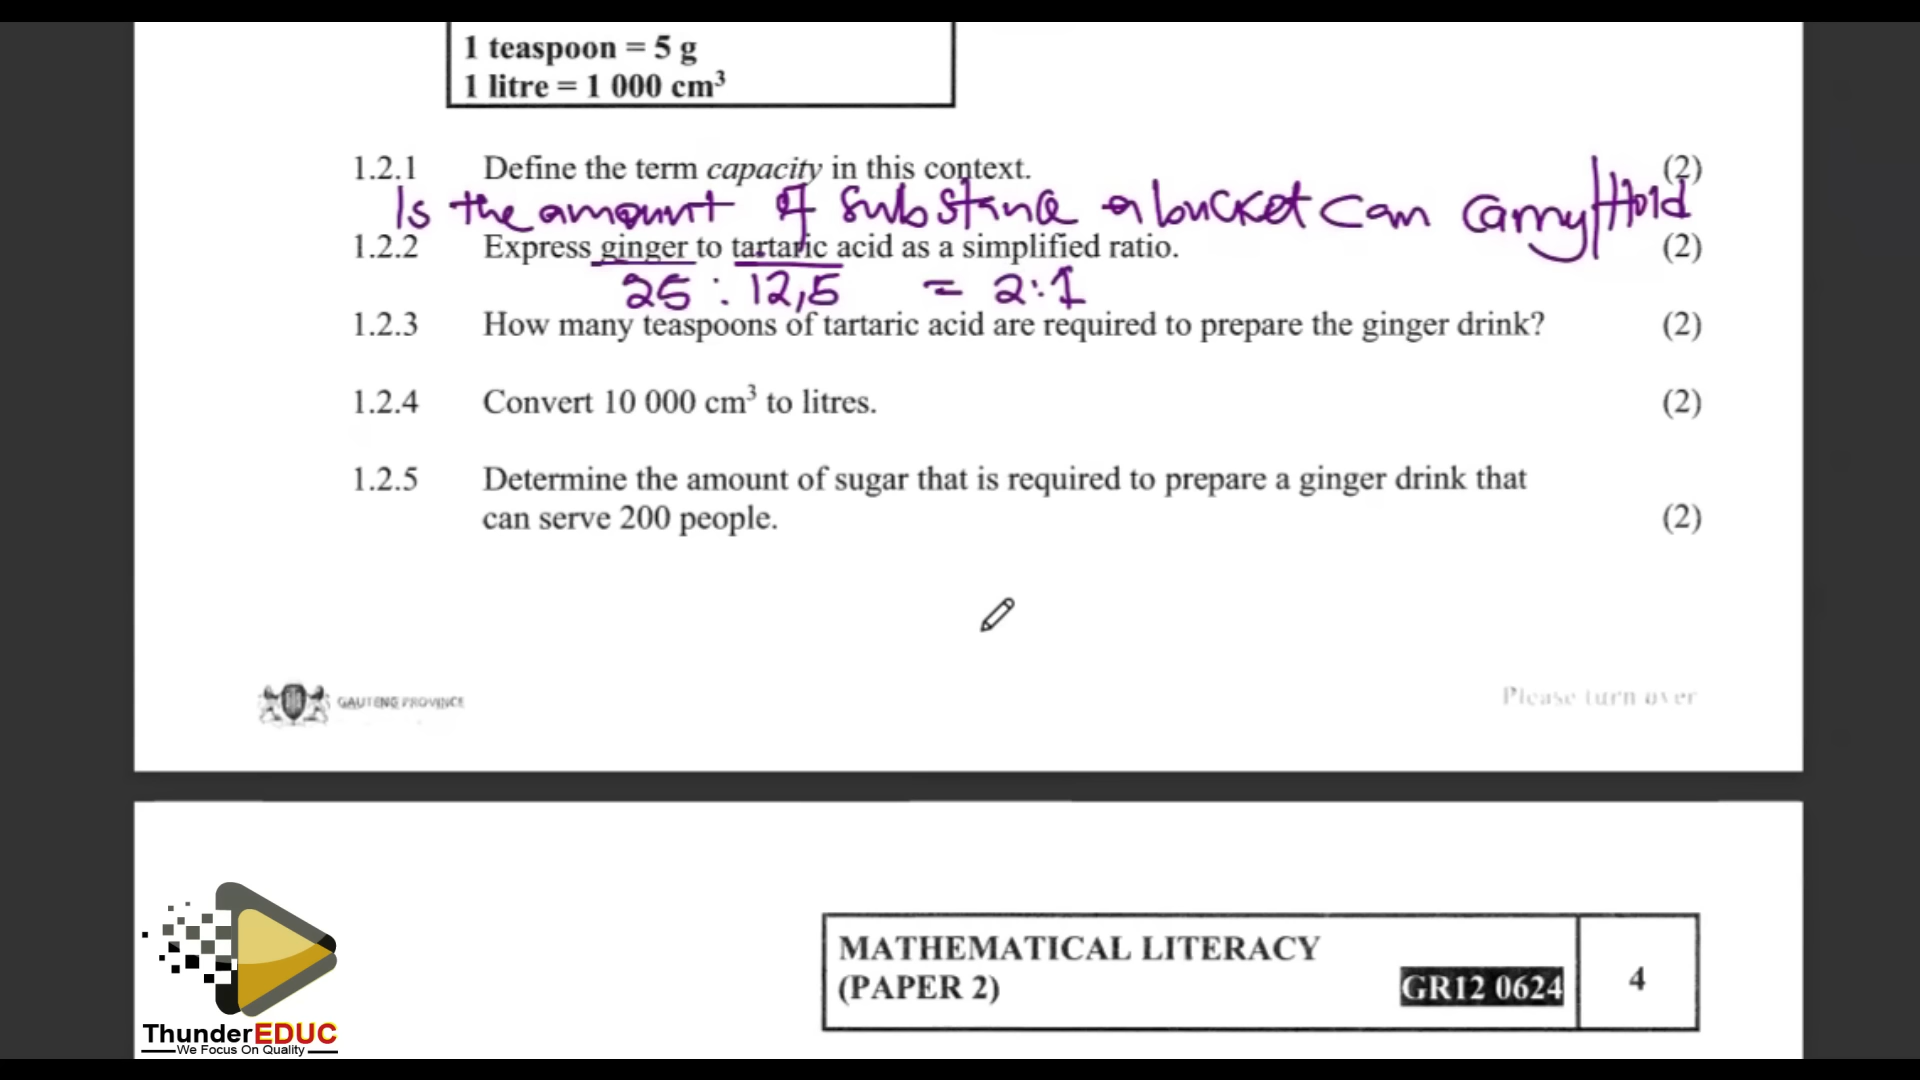 1 teaspoon = 5 g
1 litre = 1 000 cm³
1.2.1 Define the term capacity in this context. (2)
Is the amount of substance a bucket can carry/Hold
1.2.2 Express ginger to tartaric acid as a simplified ratio. (2)
25 : 12,5 = 2:1
1.2.3 How many teaspoons of tartaric acid are required to prepare the ginger drink? (2)
1.2.4 Convert 10 000 cm³ to litres. (2)
1.2.5 Determine the amount of sugar that is required to prepare a ginger drink that
can serve 200 people. (2)
GAUTENG PROVINCE
Please turn over
MATHEMATICAL LITERACY
(PAPER 2) GR12 0624 4
ThunderEDUC
We Focus On Quality